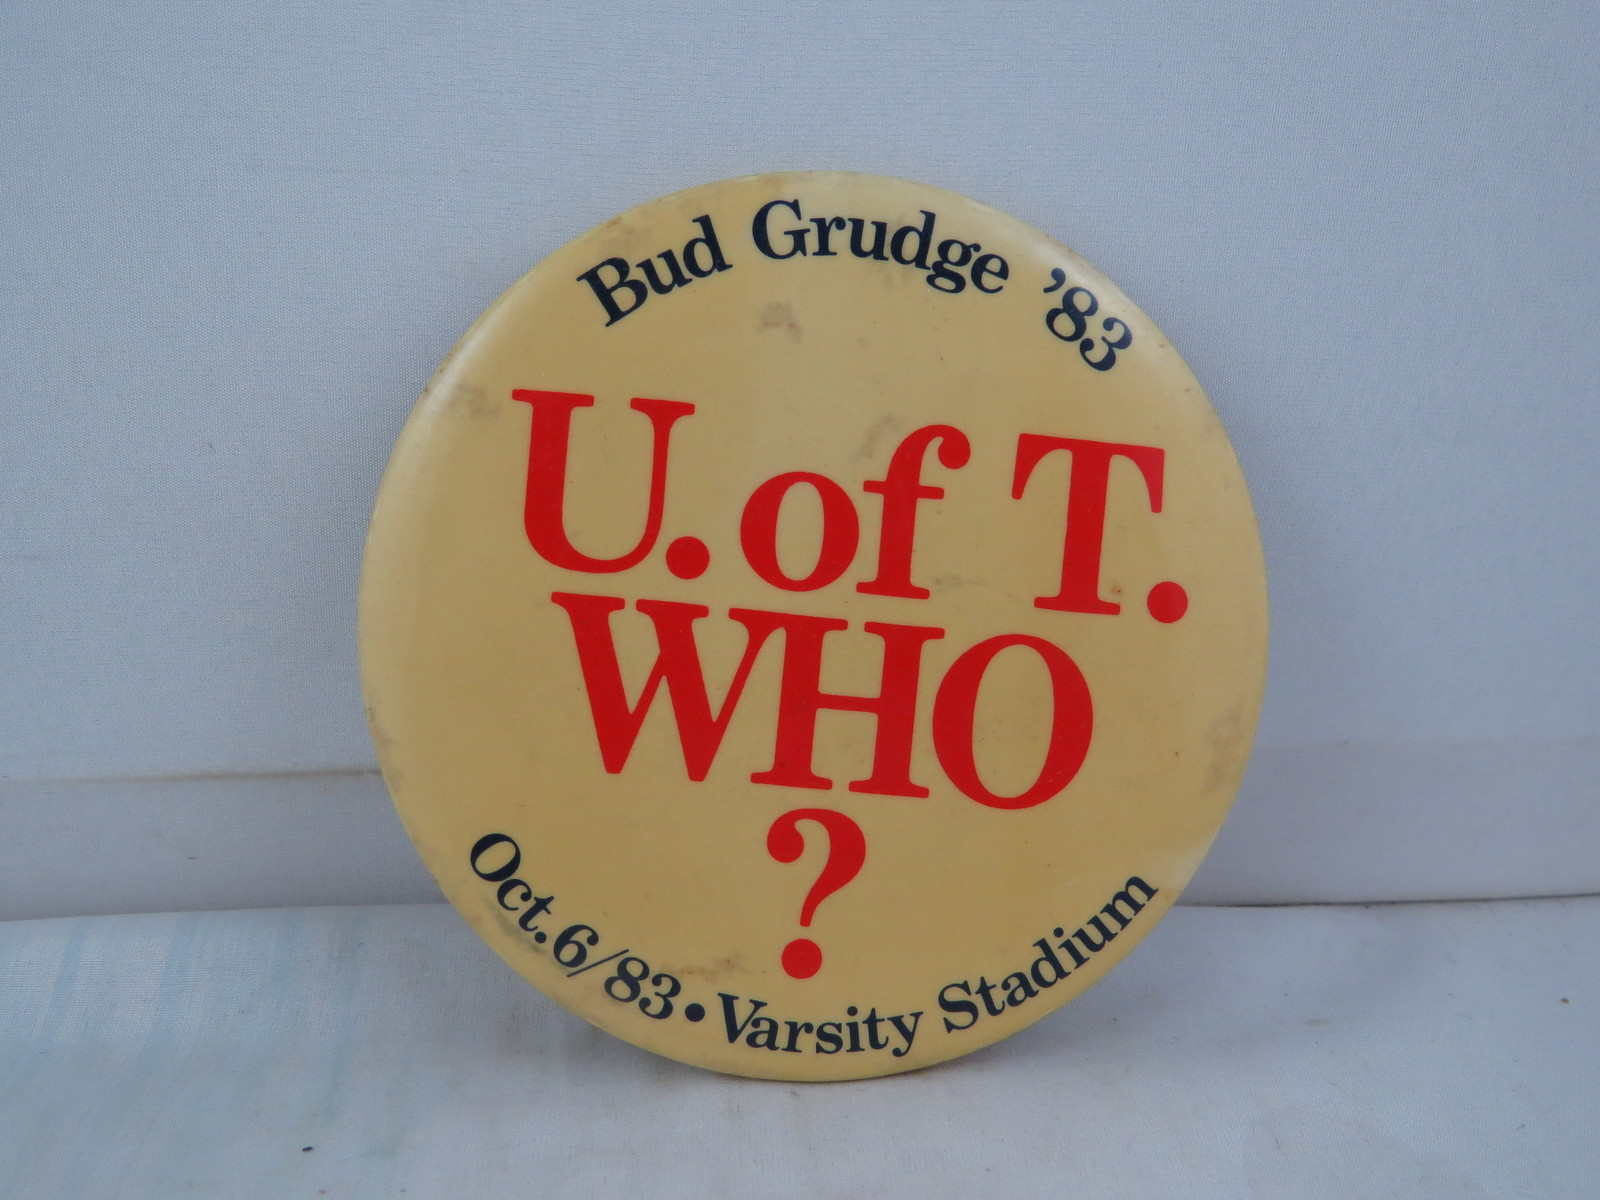 Bud Grudge '83
U. of T.
WHO
?
Oct. 6/83 • Varsity Stadium